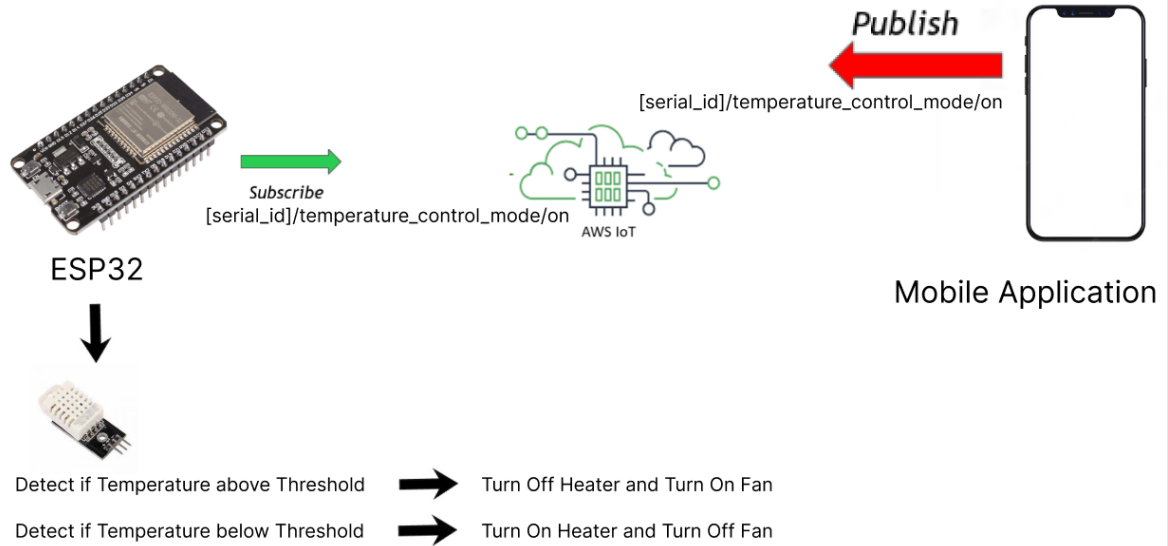 Publish
[serial_id]/temperature_control_mode/on
Subscribe
[serial_id]/temperature_control_mode/on
AWS IoT
ESP32
Mobile Application
Detect if Temperature above Threshold
Turn Off Heater and Turn On Fan
Detect if Temperature below Threshold
Turn On Heater and Turn Off Fan